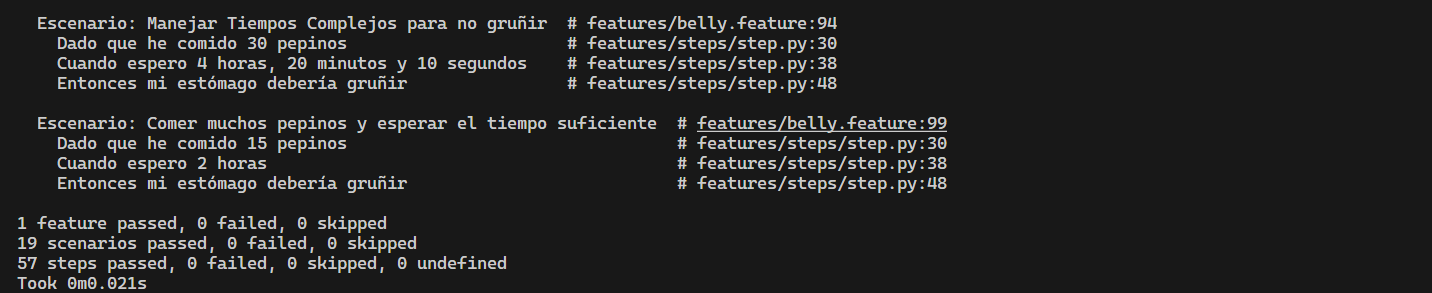 Escenario: Manejar Tiempos Complejos para no gruñir  # features/belly.feature:94
Dado que he comido 30 pepinos  # features/steps/step.py:30
Cuando espero 4 horas, 20 minutos y 10 segundos  # features/steps/step.py:38
Entonces mi estómago debería gruñir  # features/steps/step.py:48
Escenario: Comer muchos pepinos y esperar el tiempo suficiente  # features/belly.feature:99
Dado que he comido 15 pepinos  # features/steps/step.py:30
Cuando espero 2 horas  # features/steps/step.py:38
Entonces mi estómago debería gruñir  # features/steps/step.py:48
1 feature passed, 0 failed, 0 skipped
19 scenarios passed, 0 failed, 0 skipped
57 steps passed, 0 failed, 0 skipped, 0 undefined
Took 0m0.021s